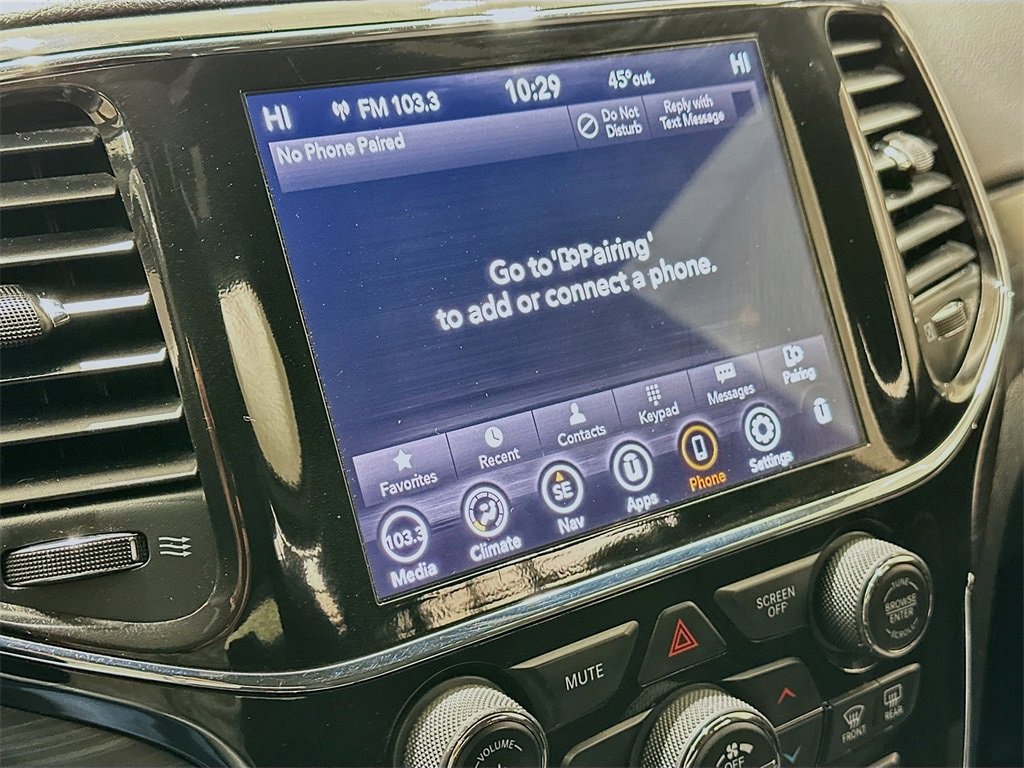 HI FM 103.3 10:29 45° out. HI
No Phone Paired
Do Not
Disturb
Reply with
Text Message
Go to 'Pairing'
to add or connect a phone.
Favorites
Recent
Contacts
Keypad
Messages
Pairing
103.3
Media
Climate
SE
Nav
Apps
Phone
Settings
SCREEN
OFF
TUNE
BROWSE
ENTER
SCROLL
MUTE
VOLUME
OFF
FRONT
REAR